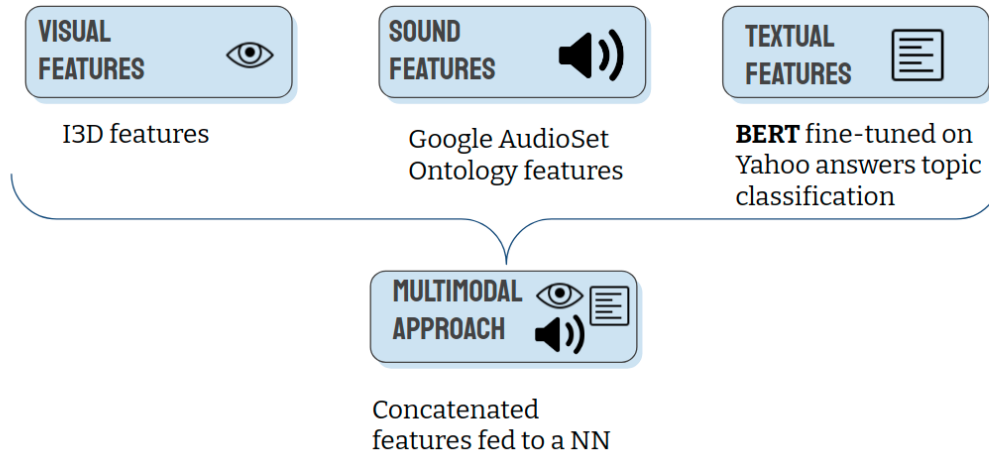 VISUAL
FEATURES
I3D features
SOUND
FEATURES
Google AudioSet
Ontology features
TEXTUAL
FEATURES
BERT fine-tuned on
Yahoo answers topic
classification
MULTIMODAL
APPROACH
Concatenated
features fed to a NN